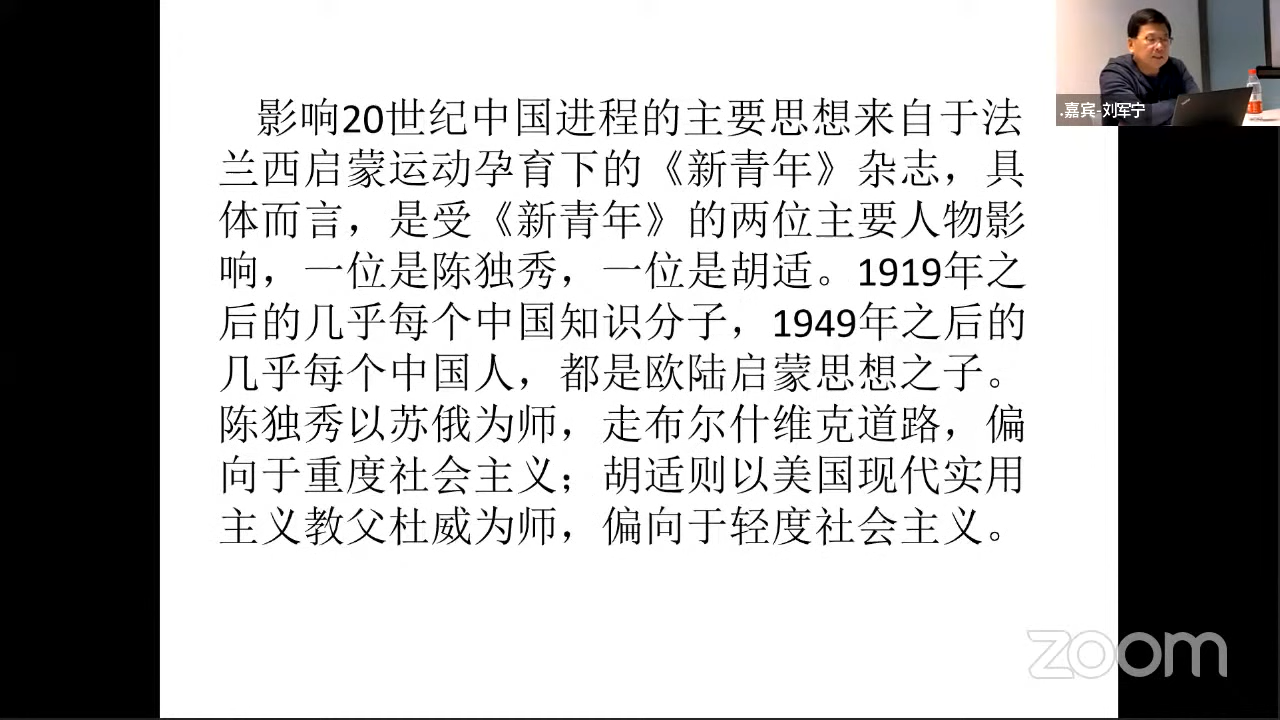 影响20世纪中国进程的主要思想来自于法
兰西启蒙运动孕育下的《新青年》杂志，具
体而言，是受《新青年》的两位主要人物影
响，一位是陈独秀，一位是胡适。1919年之
后的几乎每个中国知识分子，1949年之后的
几乎每个中国人，都是欧陆启蒙思想之子。
陈独秀以苏俄为师，走布尔什维克道路，偏
向于重度社会主义；胡适则以美国现代实用
主义教父杜威为师，偏向于轻度社会主义。
.嘉宾-刘军宁
zoom